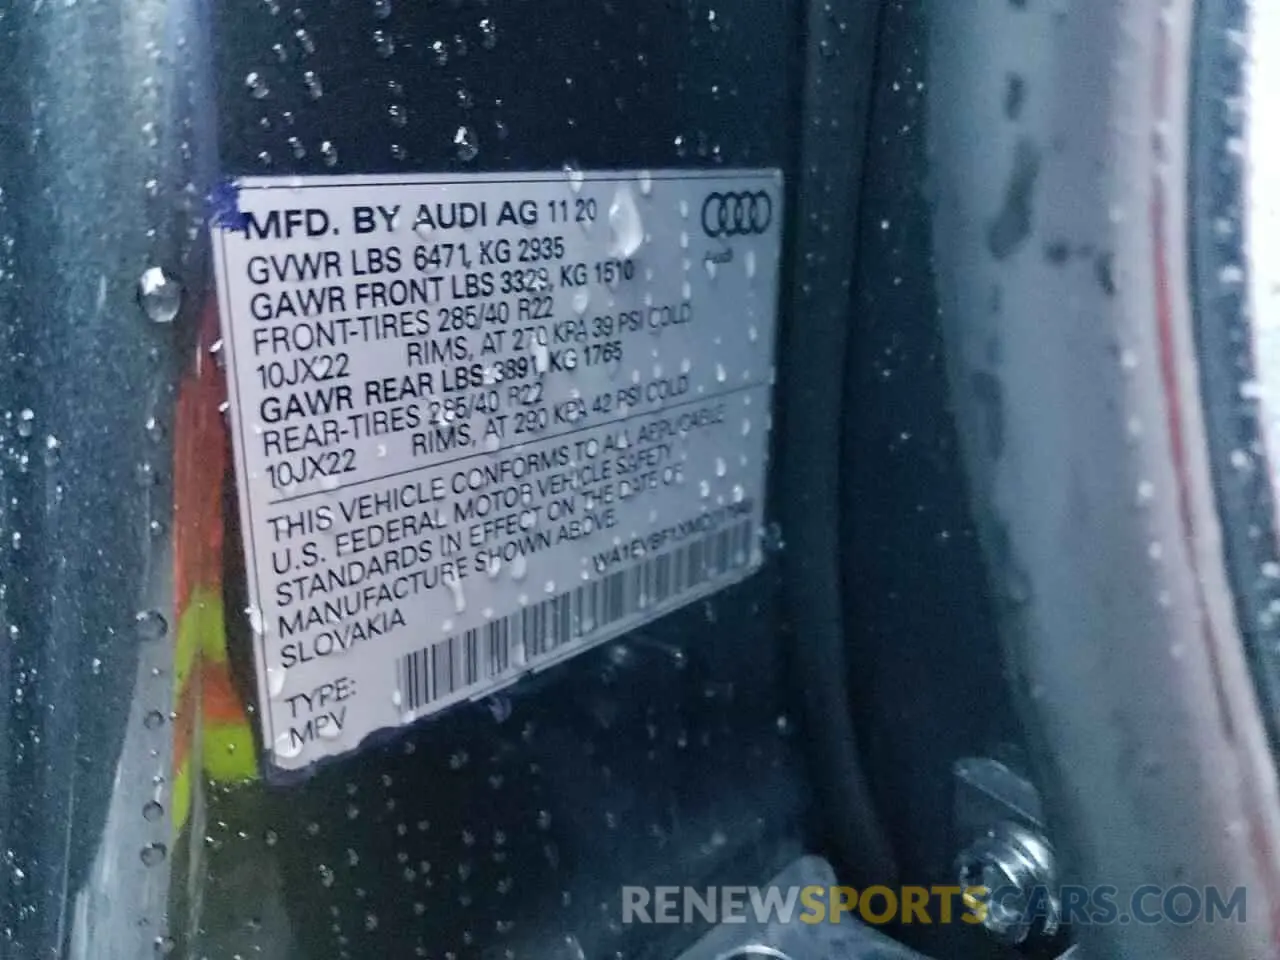 MFD. BY AUDI AG 11 20
Audi
GVWR LBS 6471, KG 2935
GAWR FRONT LBS 3329, KG 1510
FRONT-TIRES 285/40 R22
10JX22 RIMS, AT 270 KPA 39 PSI COLD
GAWR REAR LBS 3891, KG 1765
REAR-TIRES 285/40 R22
10JX22 RIMS, AT 290 KPA 42 PSI COLD
THIS VEHICLE CONFORMS TO ALL APPLICABLE
U.S. FEDERAL MOTOR VEHICLE SAFETY
STANDARDS IN EFFECT ON THE DATE OF
MANUFACTURE SHOWN ABOVE.
SLOVAKIA
TYPE:
MPV
RENEWSPORTSCARS.COM